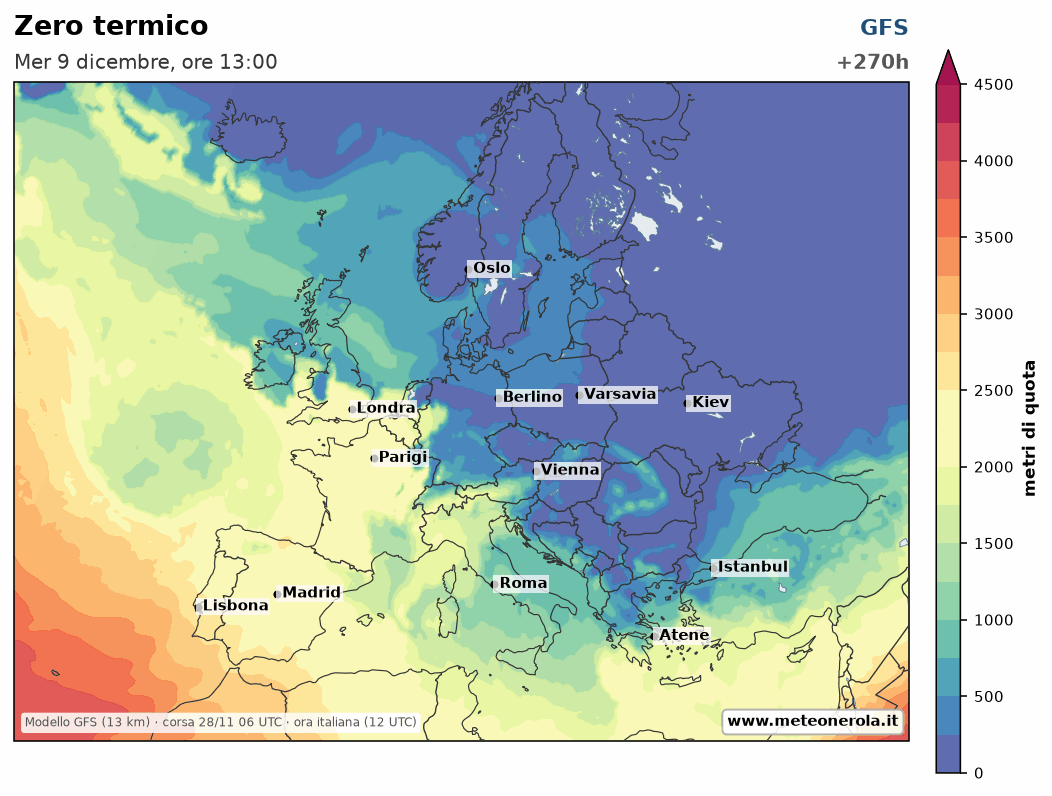 Zero termico
GFS
Mer 9 dicembre, ore 13:00
+270h
4500
4000
3500
3000
2500
2000
1500
1000
500
0
metri di quota
Oslo
Berlino
Varsavia
Kiev
Londra
Parigi
Vienna
Istanbul
Roma
Madrid
Lisbona
Atene
Modello GFS (13 km) · corsa 28/11 06 UTC · ora italiana (12 UTC)
www.meteonerola.it